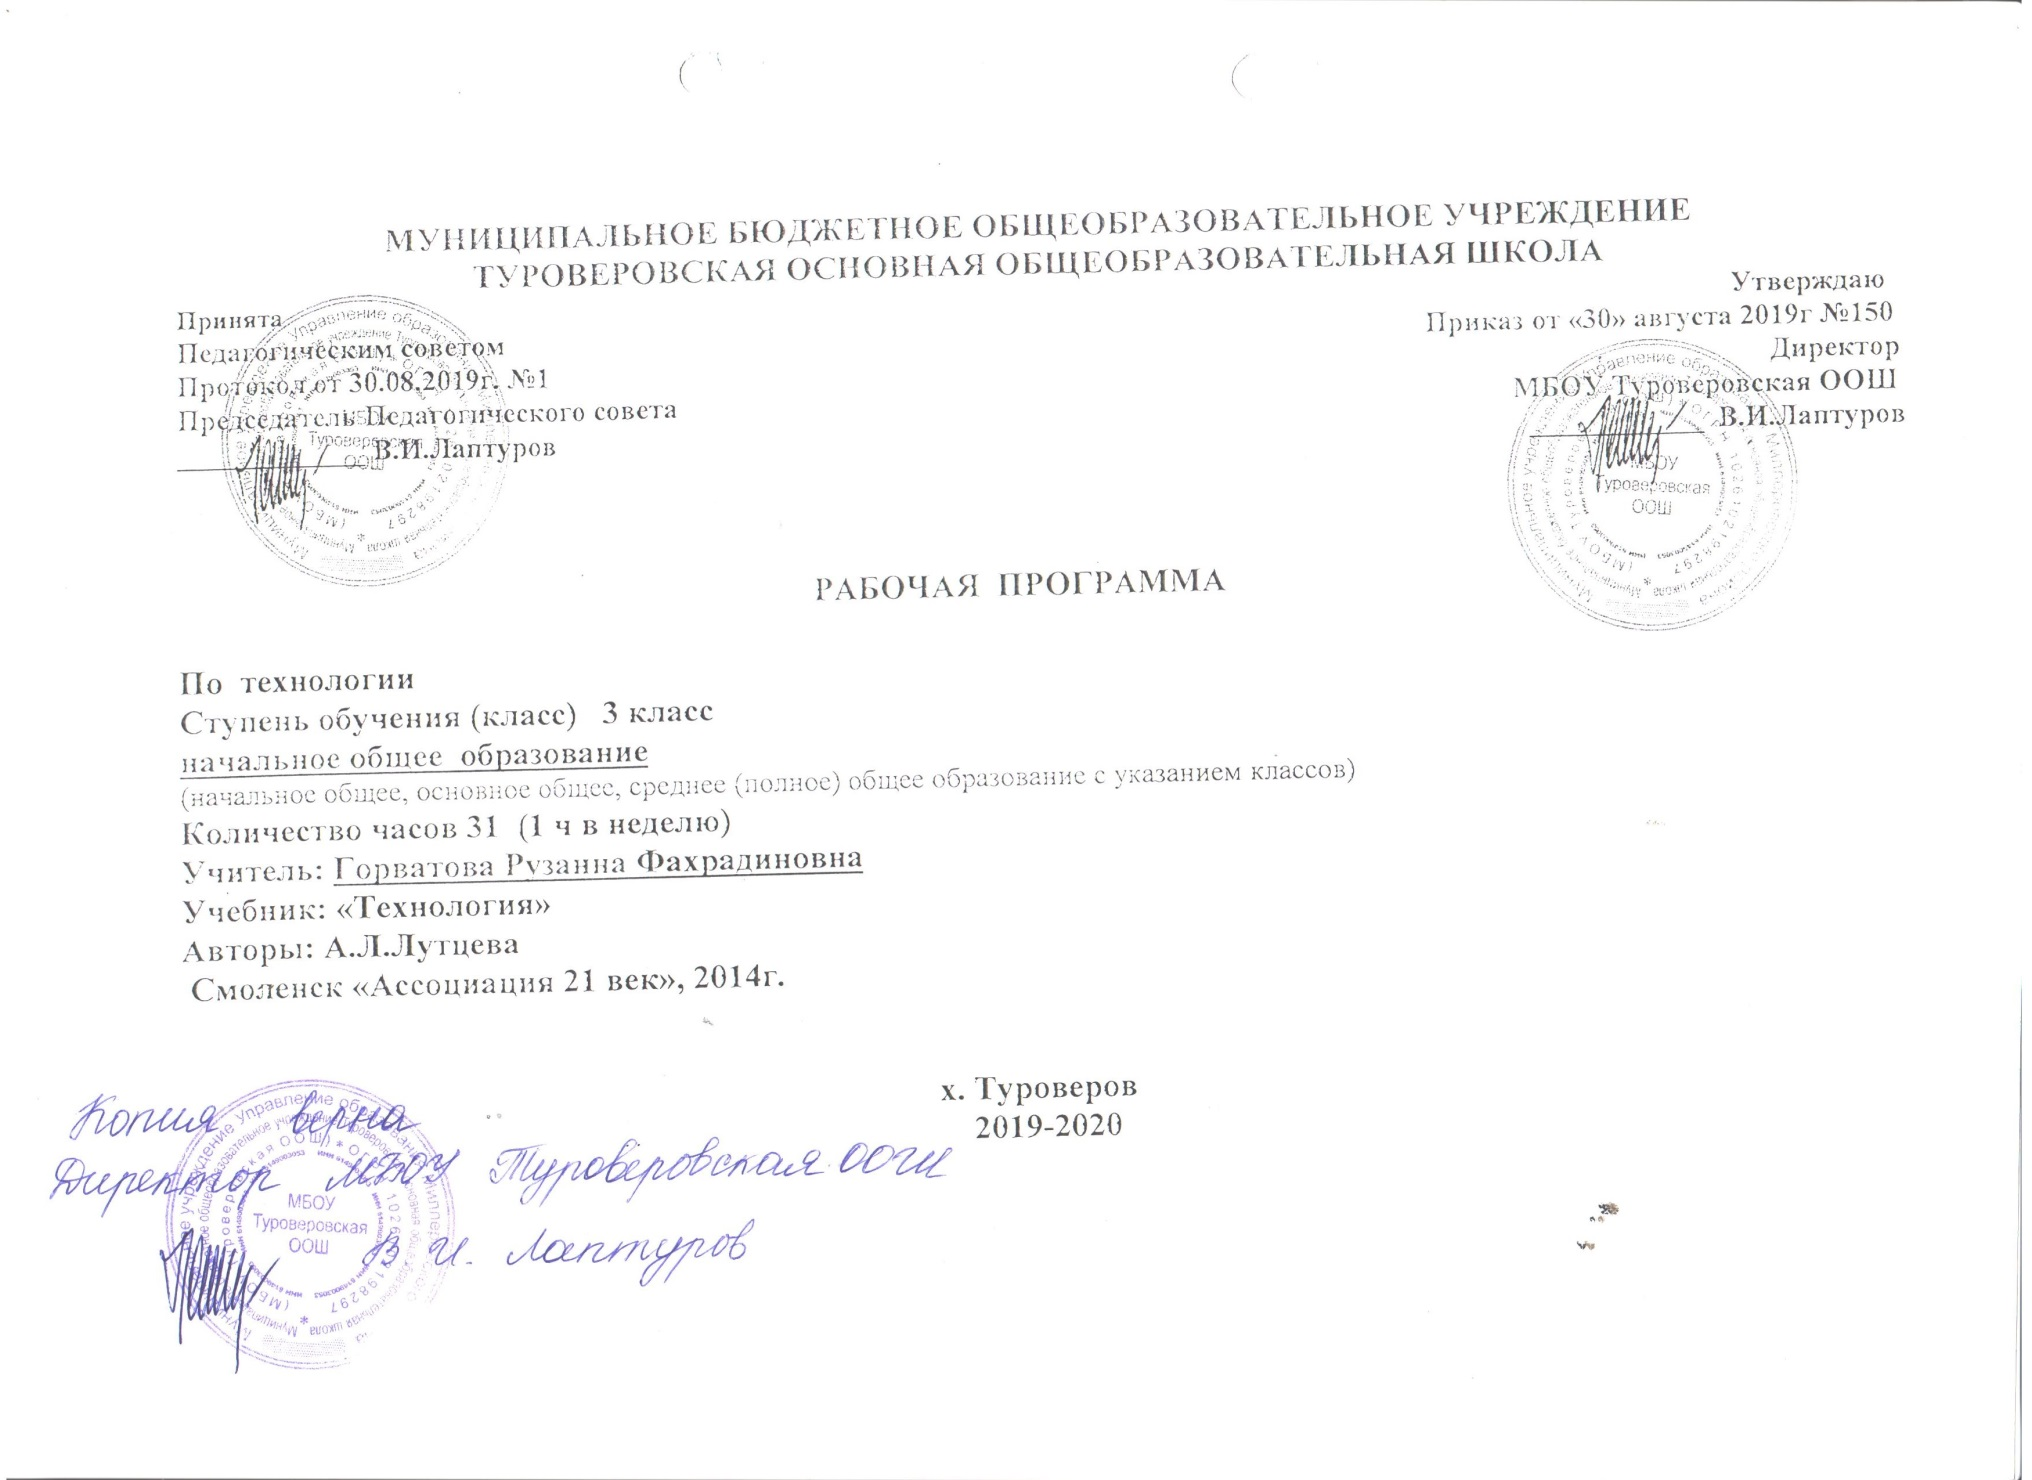 МУНИЦИПАЛЬНОЕ БЮДЖЕТНОЕ ОБЩЕОБРАЗОВАТЕЛЬНОЕ УЧРЕЖДЕНИЕ
ТУРОВЕРОВСКАЯ ОСНОВНАЯ ОБЩЕОБРАЗОВАТЕЛЬНАЯ ШКОЛА
Принята
Педагогическим советом
Протокол от 30.08.2019г. №1
Председатель Педагогического совета
В.И.Лаптуров
Утверждаю
Приказ от «30» августа 2019г №150
Директор
МБОУ Туроверовская ООШ
В.И.Лаптуров
МБОУ
Туроверовская
ООШ
РАБОЧАЯ ПРОГРАММА
По технологии
Ступень обучения (класс) 3 класс
начальное общее образование
(начальное общее, основное общее, среднее (полное) общее образование с указанием классов)
Количество часов 31 (1 ч в неделю)
Учитель: Горватова Рузанна Фахрадиновна
Учебник: «Технология»
Авторы: А.Л.Лутцева
Смоленск «Ассоциация 21 век», 2014г.
х. Туроверов
2019-2020
Копия верна
Директор МБОУ Туроверовская ООШ
В И. Лаптуров
МБОУ
Туроверовская
ООШ